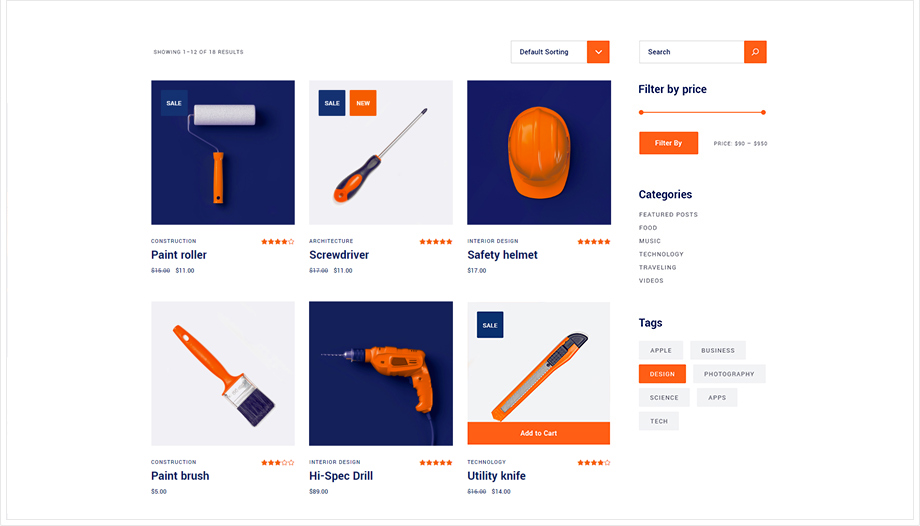 SHOWING 1–12 OF 18 RESULTS
Default Sorting
Search
SALE
SALE NEW
CONSTRUCTION
Paint roller
$15.00 $11.00
ARCHITECTURE
Screwdriver
$17.00 $11.00
INTERIOR DESIGN
Safety helmet
$17.00
SALE
Add to Cart
CONSTRUCTION
Paint brush
$5.00
INTERIOR DESIGN
Hi-Spec Drill
$89.00
TECHNOLOGY
Utility knife
$16.00 $14.00
Filter by price
Filter By
PRICE: $90 — $650
Categories
FEATURED POSTS
FOOD
MUSIC
TECHNOLOGY
TRAVELING
VIDEOS
Tags
APPLE BUSINESS
DESIGN PHOTOGRAPHY
SCIENCE APPS
TECH